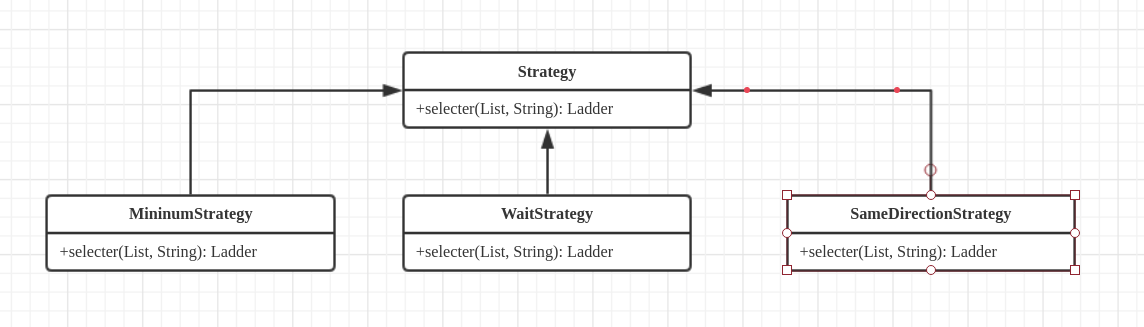 Strategy
+selecter(List, String): Ladder
MininumStrategy
+selecter(List, String): Ladder
WaitStrategy
+selecter(List, String): Ladder
SameDirectionStrategy
+selecter(List, String): Ladder